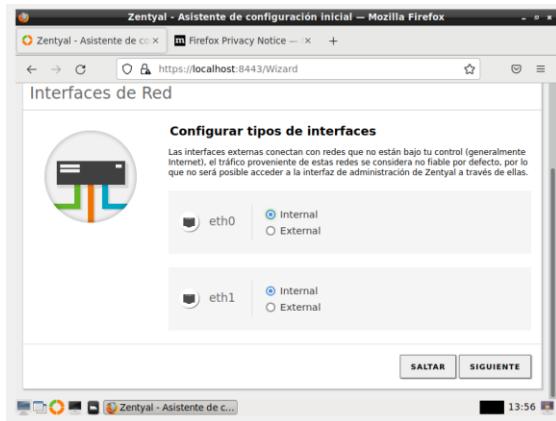 Zentyal - Asistente de configuración inicial — Mozilla Firefox
Zentyal - Asistente de co
Firefox Privacy Notice —
https://localhost:8443/Wizard
Interfaces de Red
Configurar tipos de interfaces
Las interfaces externas conectan con redes que no están bajo tu control (generalmente
Internet), el tráfico proveniente de estas redes se considera no fiable por defecto, por lo
que no será posible acceder a la interfaz de administración de Zentyal a través de ellas.
eth0
Internal
External
eth1
Internal
External
SALTAR SIGUIENTE
Zentyal - Asistente de c... 13:56